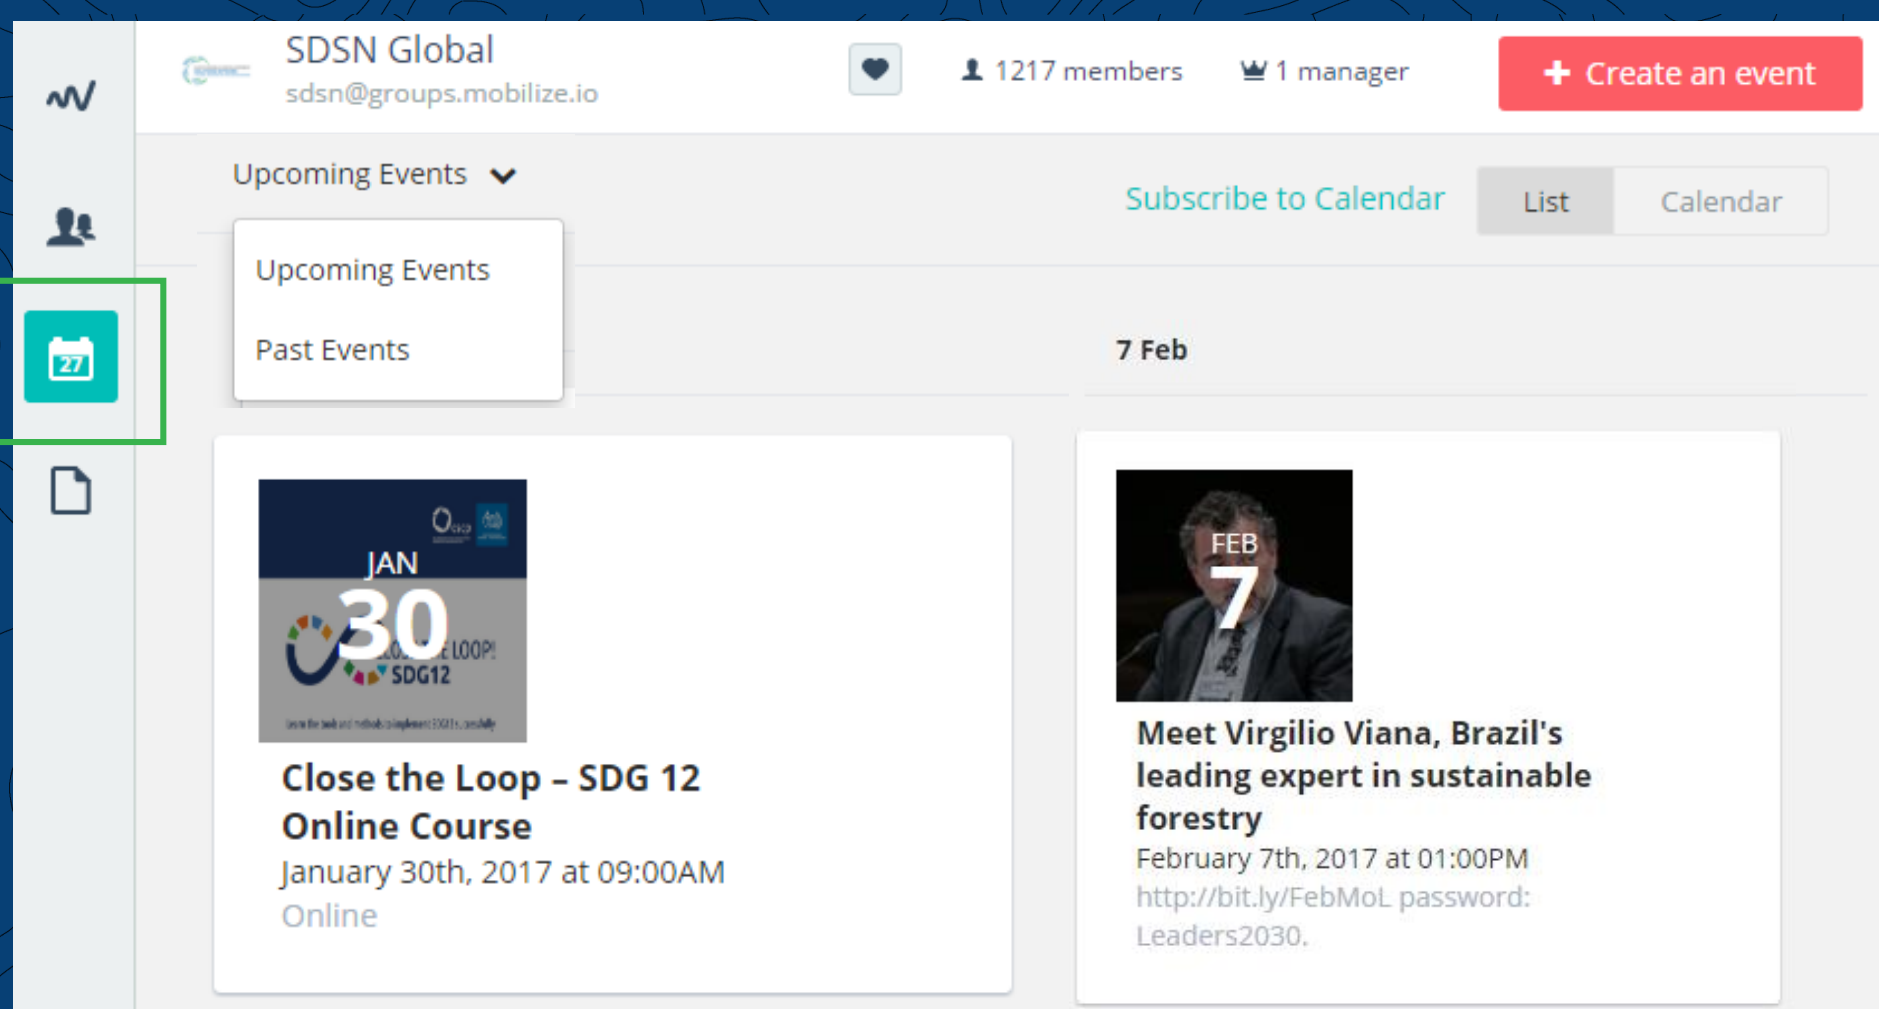 SDSN Global
sdsn@groups.mobilize.io
1217 members
1 manager
+ Create an event
Upcoming Events
Subscribe to Calendar
List
Calendar
Upcoming Events
Past Events
27
7 Feb
JAN
30
LOOP!
SDG12
Close the Loop – SDG 12
Online Course
January 30th, 2017 at 09:00AM
Online
FEB
7
Meet Virgilio Viana, Brazil's
leading expert in sustainable
forestry
February 7th, 2017 at 01:00PM
http://bit.ly/FebMoL password:
Leaders2030.